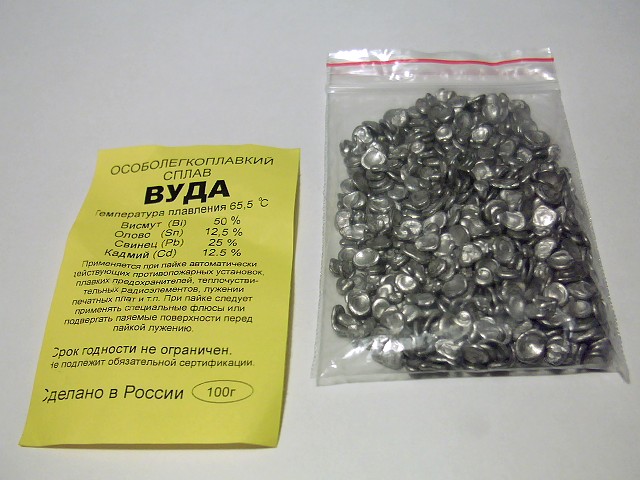 ОСОБОЛЕГКОПЛАВКИЙ
СПЛАВ
ВУДА
Температура плавления 65,5 °С
Висмут (Bi) 50 %
Олово (Sn) 12,5 %
Свинец (Pb) 25 %
Кадмий (Cd) 12.5 %
Применяется при пайке автоматически
действующих противопожарных установок,
плавких предохранителей, теплочуствви-
тельных радиоэлементов, лужении
печатных плат и т.п. При пайке следует
применять специальные флюсы или
подвергать паяемые поверхности перед
пайкой лужению.
Срок годности не ограничен.
Не подлежит обязательной сертификации.
Сделано в России 100г